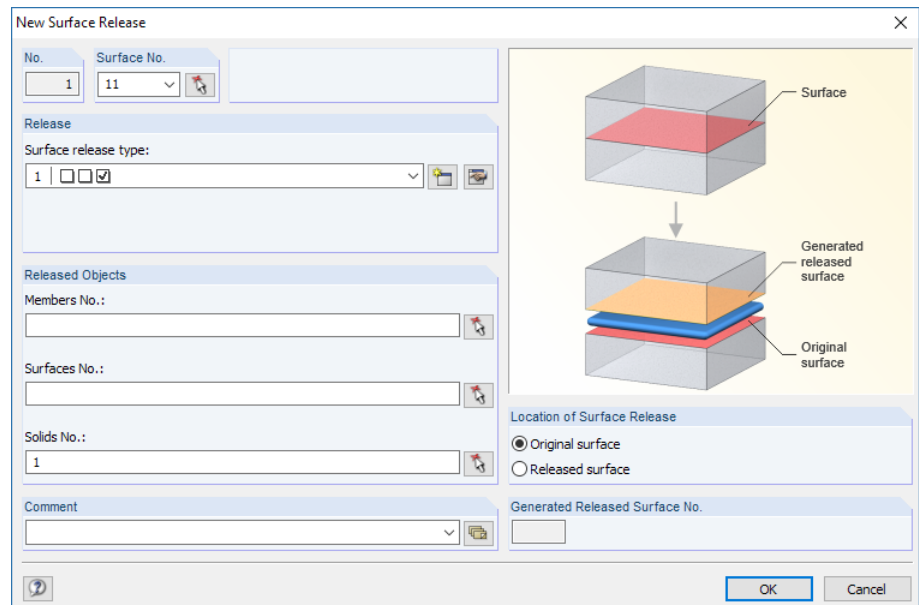 New Surface Release
No.
Surface No.
1
11
Release
Surface release type:
1
Released Objects
Members No.:
Surfaces No.:
Solids No.:
1
Comment
Surface
Generated
released
surface
Original
surface
Location of Surface Release
Original surface
Released surface
Generated Released Surface No.
OK
Cancel